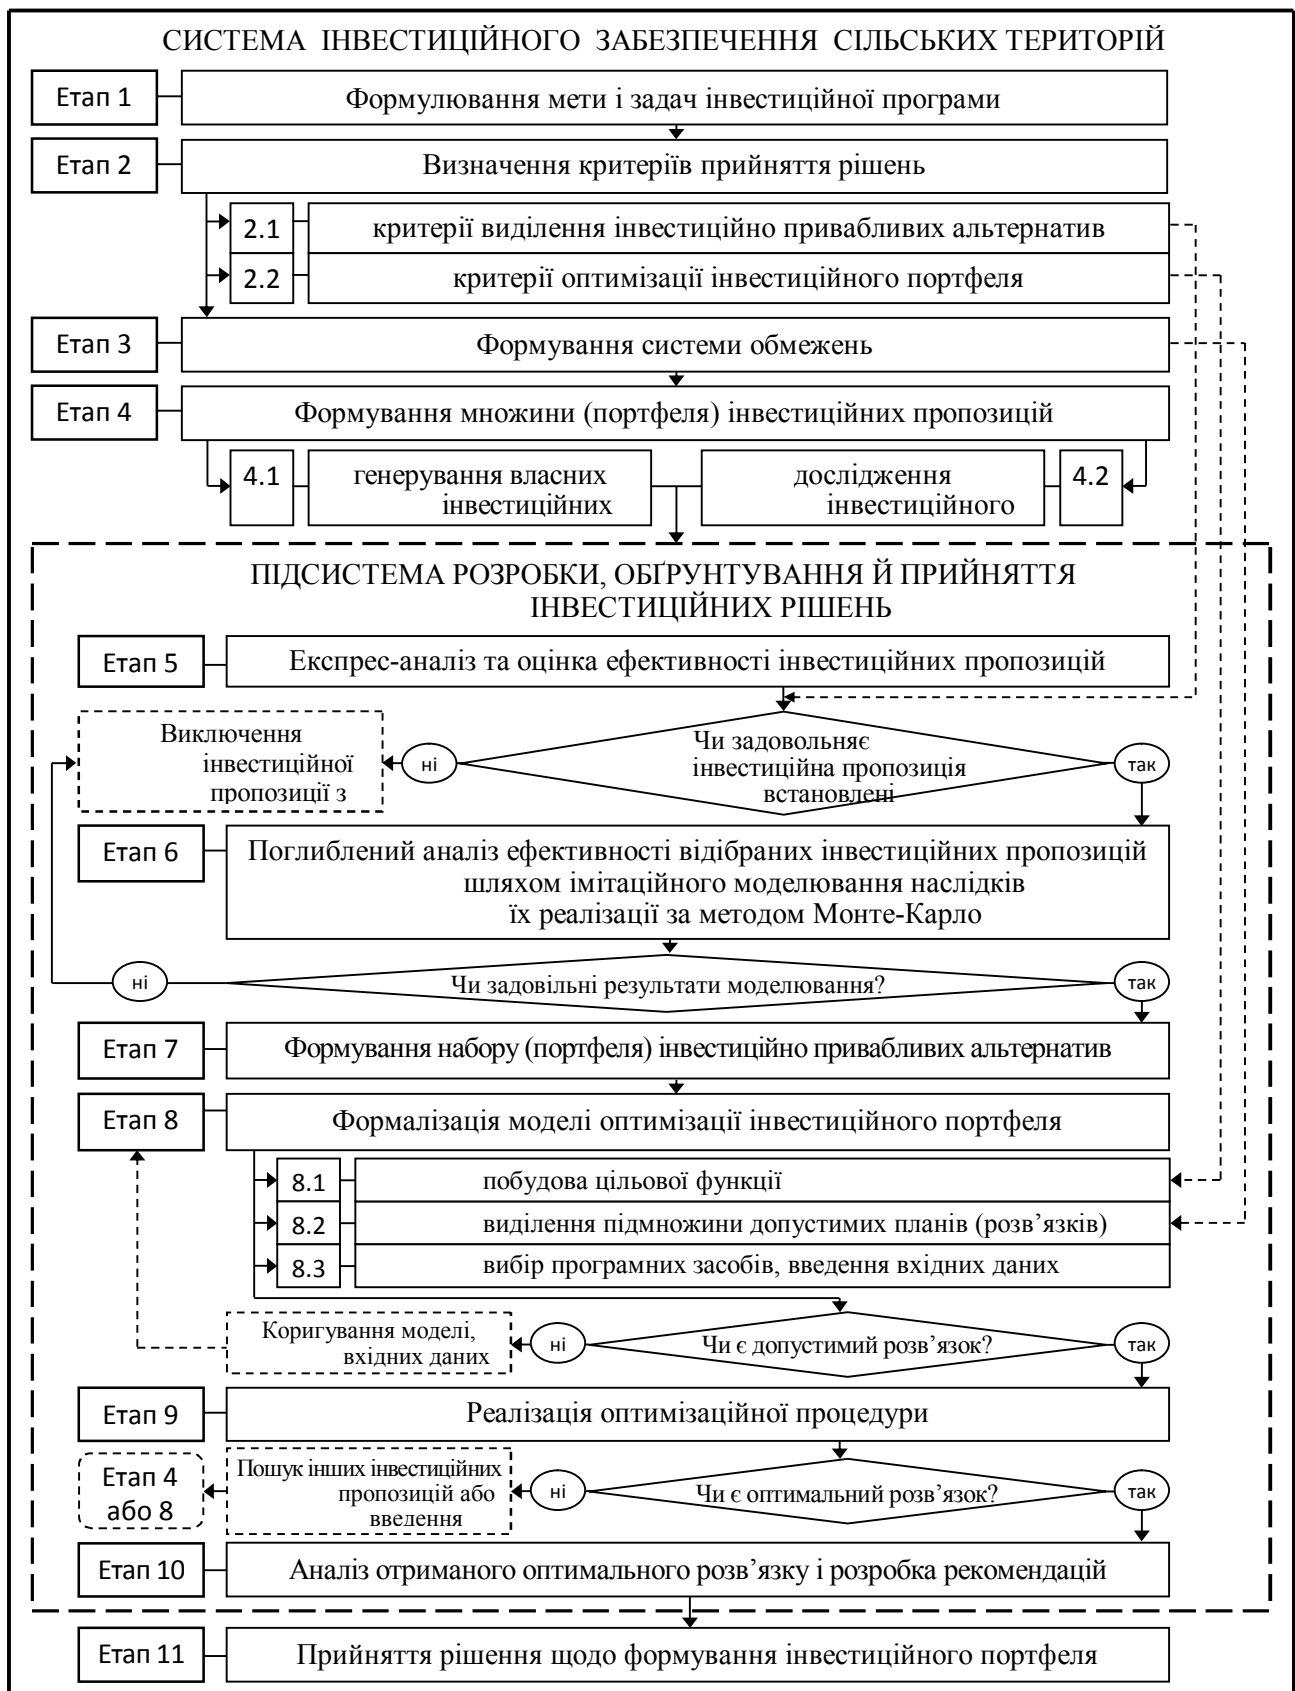 СИСТЕМА ІНВЕСТИЦІЙНОГО ЗАБЕЗПЕЧЕННЯ СІЛЬСЬКИХ ТЕРИТОРІЙ
Етап 1
Формулювання мети і задач інвестиційної програми
Етап 2
Визначення критеріїв прийняття рішень
2.1
критерії виділення інвестиційно привабливих альтернатив
2.2
критерії оптимізації інвестиційного портфеля
Етап 3
Формування системи обмежень
Етап 4
Формування множини (портфеля) інвестиційних пропозицій
4.1
генерування власних
інвестиційних
дослідження
інвестиційного
4.2
ПІДСИСТЕМА РОЗРОБКИ, ОБҐРУНТУВАННЯ Й ПРИЙНЯТТЯ
ІНВЕСТИЦІЙНИХ РІШЕНЬ
Етап 5
Експрес-аналіз та оцінка ефективності інвестиційних пропозицій
Виключення
інвестиційної
пропозиції з
ні
Чи задовольняє
інвестиційна пропозиція
встановлені
так
Етап 6
Поглиблений аналіз ефективності відібраних інвестиційних пропозицій
шляхом імітаційного моделювання наслідків
їх реалізації за методом Монте-Карло
ні
Чи задовільні результати моделювання?
так
Етап 7
Формування набору (портфеля) інвестиційно привабливих альтернатив
Етап 8
Формалізація моделі оптимізації інвестиційного портфеля
8.1
побудова цільової функції
8.2
виділення підмножини допустимих планів (розв’язків)
8.3
вибір програмних засобів, введення вхідних даних
Коригування моделі,
вхідних даних
ні
Чи є допустимий розв’язок?
так
Етап 9
Реалізація оптимізаційної процедури
Етап 4
або 8
Пошук інших інвестиційних
пропозицій або
введення
ні
Чи є оптимальний розв’язок?
так
Етап 10
Аналіз отриманого оптимального розв’язку і розробка рекомендацій
Етап 11
Прийняття рішення щодо формування інвестиційного портфеля